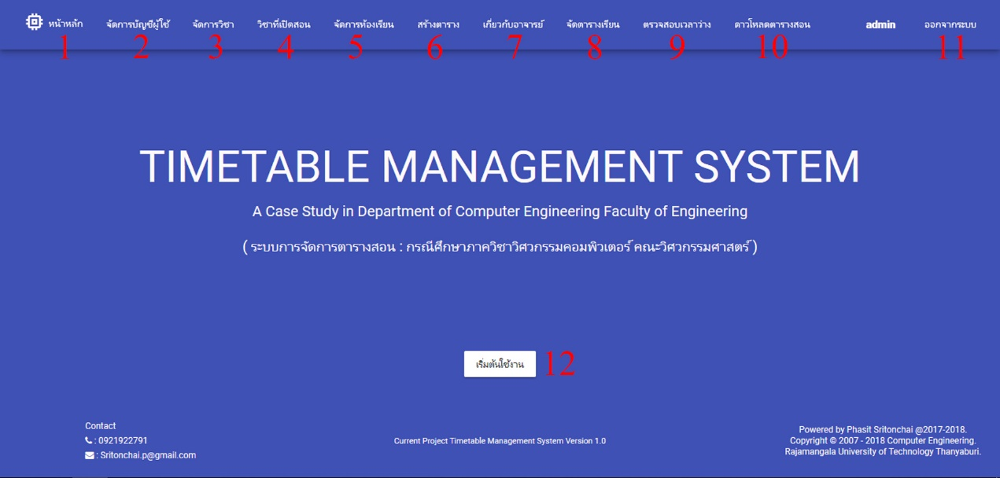 หน้าหลัก จัดการบัญชีผู้ใช้ จัดการวิชา วิชาที่เปิดสอน จัดการห้องเรียน สร้างตาราง เกี่ยวกับอาจารย์ จัดตารางเรียน ตรวจสอบเวลาว่าง ดาวโหลดตารางสอน admin ออกจากระบบ
1 2 3 4 5 6 7 8 9 10 11
TIMETABLE MANAGEMENT SYSTEM
A Case Study in Department of Computer Engineering Faculty of Engineering
( ระบบการจัดการตารางสอน : กรณีศึกษาภาควิชาวิศวกรรมคอมพิวเตอร์ คณะวิศวกรรมศาสตร์ )
เริ่มต้นใช้งาน 12
Contact
: 0921922791
: Sritonchai.p@gmail.com
Current Project Timetable Management System Version 1.0
Powered by Phasit Sritonchai @2017-2018.
Copyright © 2007 - 2018 Computer Engineering.
Rajamangala University of Technology Thanyaburi.